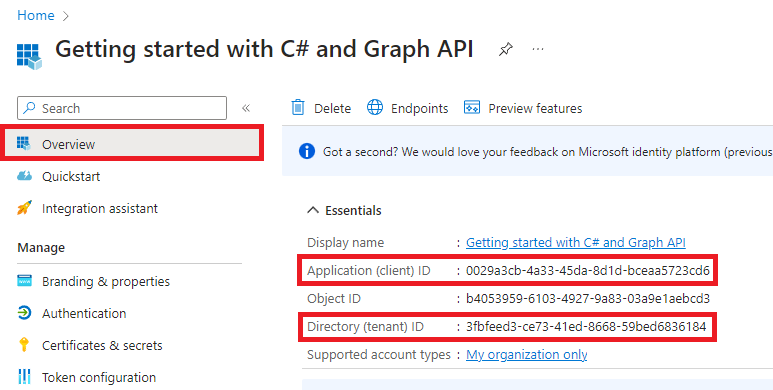 Home
Getting started with C# and Graph API
Search
Overview
Quickstart
Integration assistant
Manage
Branding & properties
Authentication
Certificates & secrets
Token configuration
Delete Endpoints Preview features
Got a second? We would love your feedback on Microsoft identity platform (previous
Essentials
Display name : Getting started with C# and Graph API
Application (client) ID : 0029a3cb-4a33-45da-8d1d-bceaa5723cd6
Object ID : b4053959-6103-4927-9a83-03a9e1aebcd3
Directory (tenant) ID : 3fbfeed3-ce73-41ed-8668-59bed6836184
Supported account types : My organization only